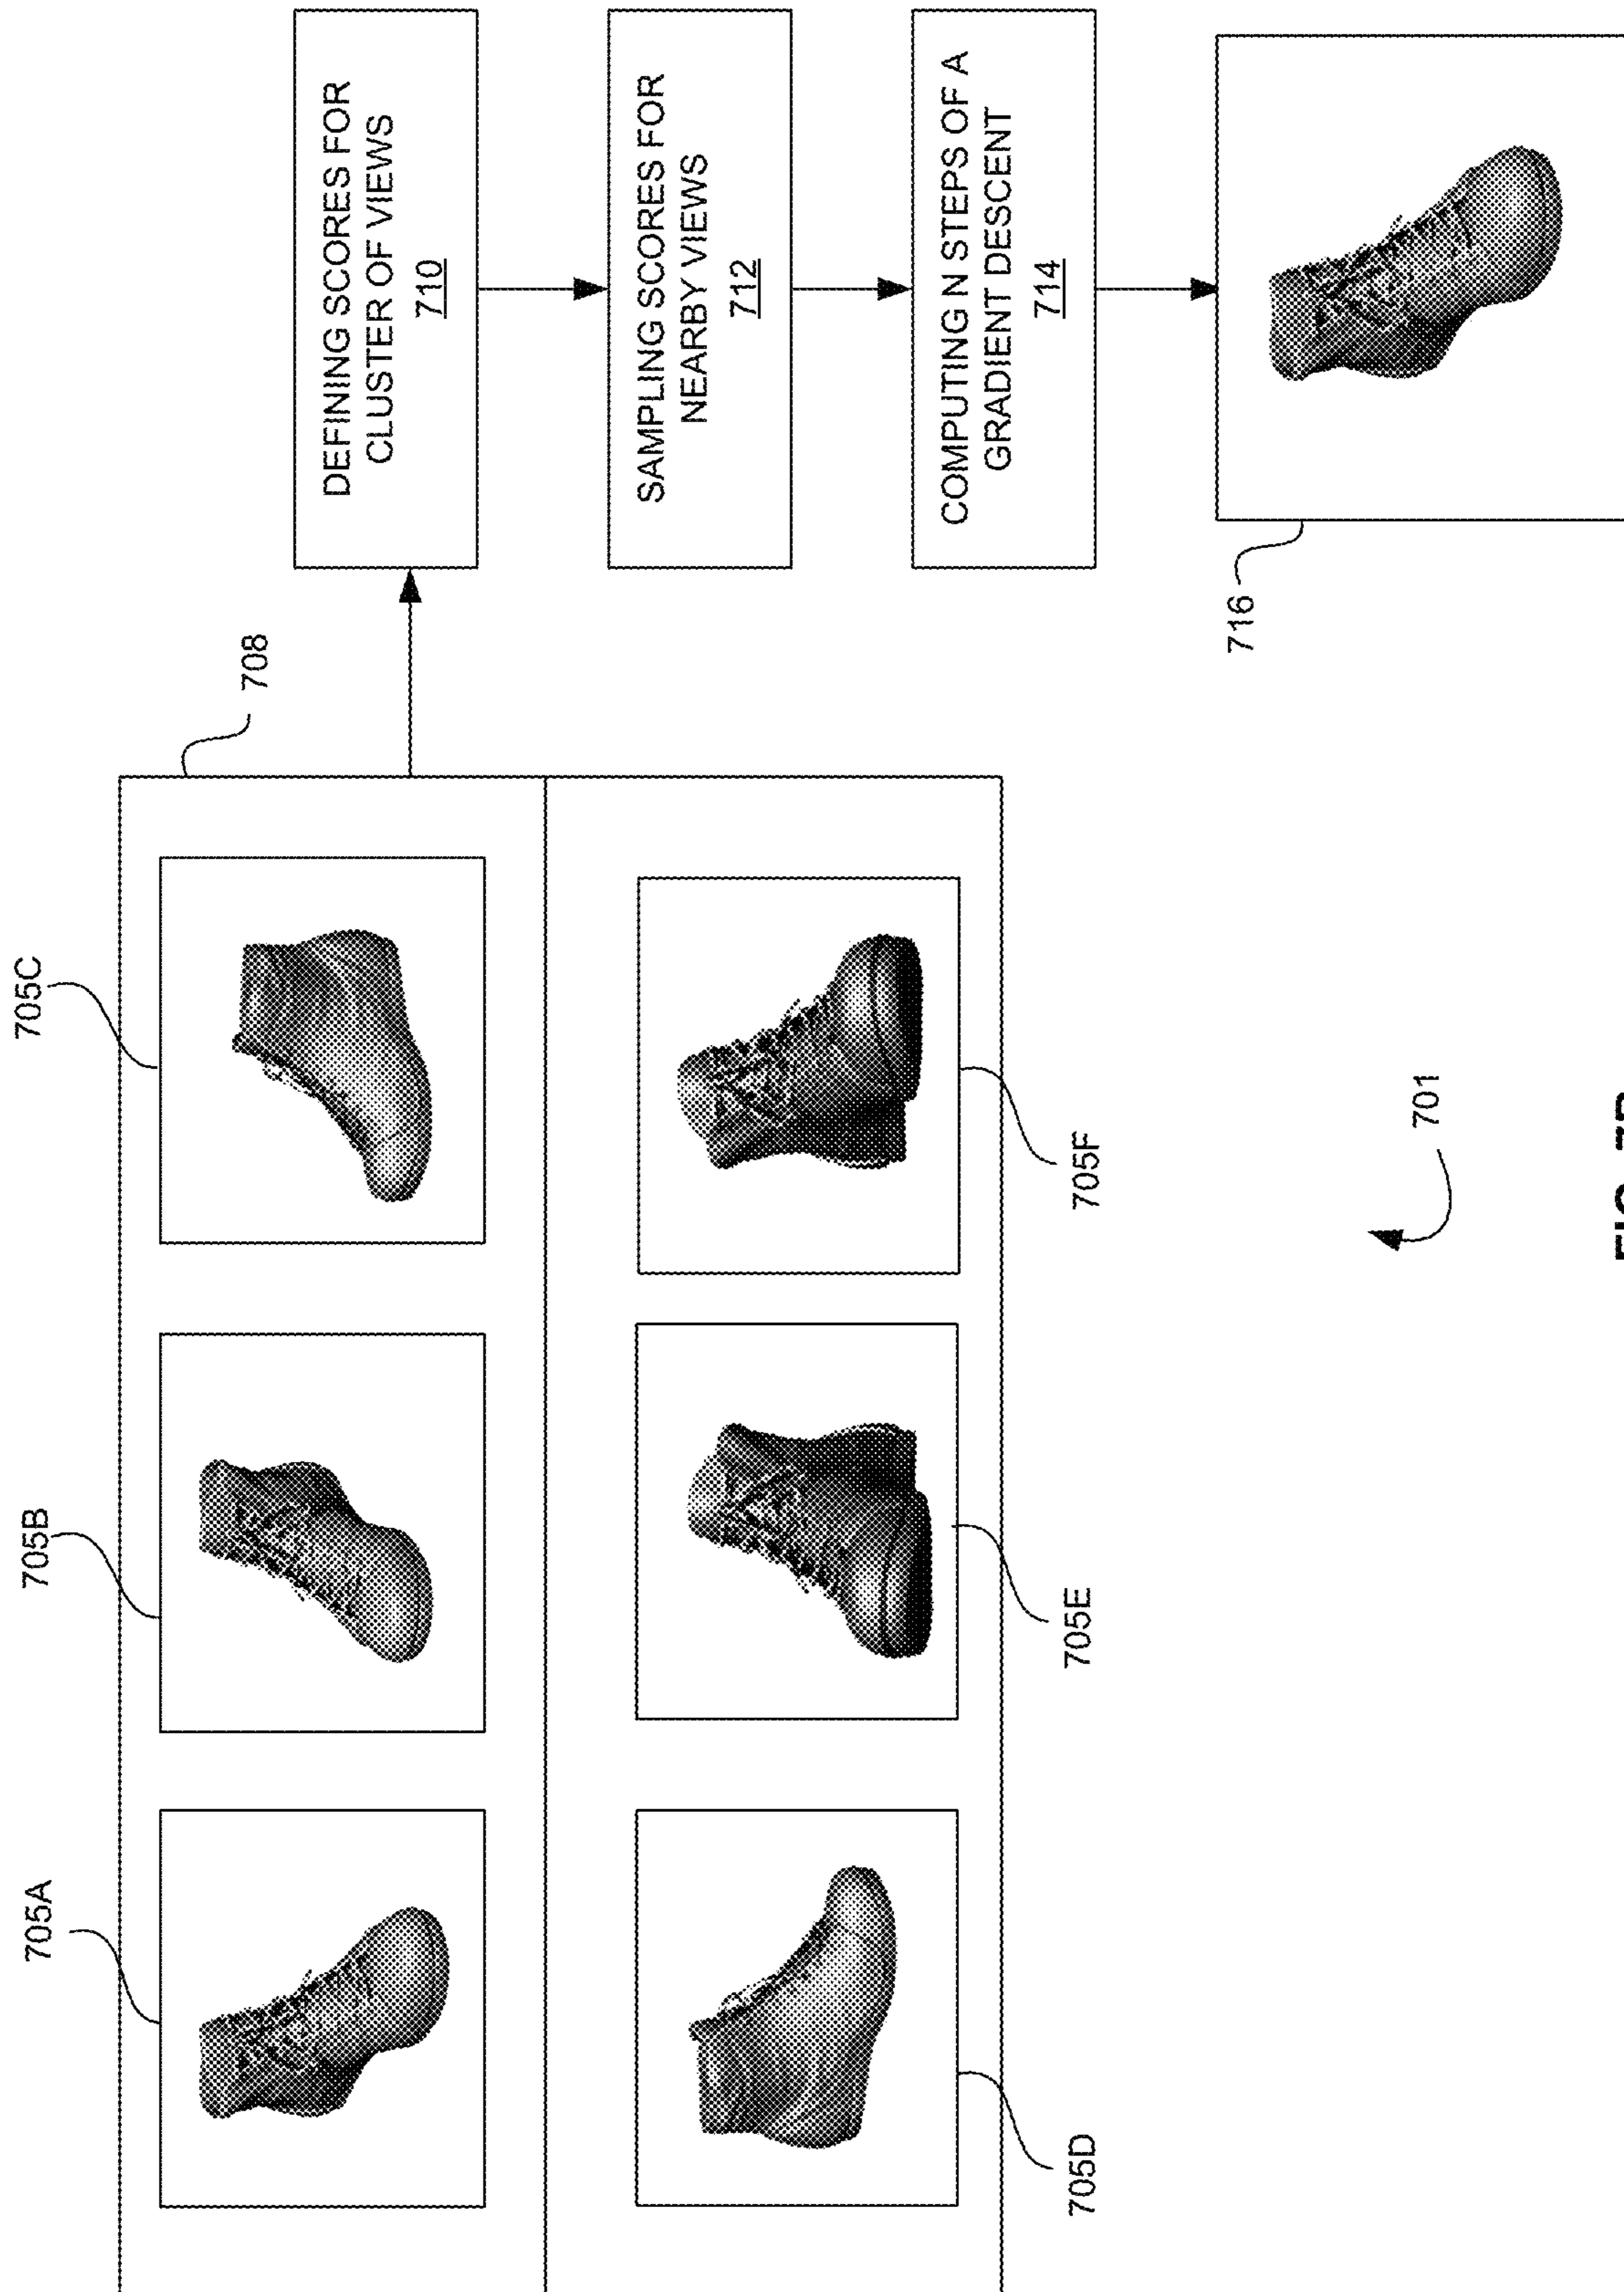 705A
705B
705C
708
DEFINING SCORES FOR
CLUSTER OF VIEWS
710
SAMPLING SCORES FOR
NEARBY VIEWS
712
COMPUTING N STEPS OF A
GRADIENT DESCENT
714
716
705D
705E
705F
701
FIG.